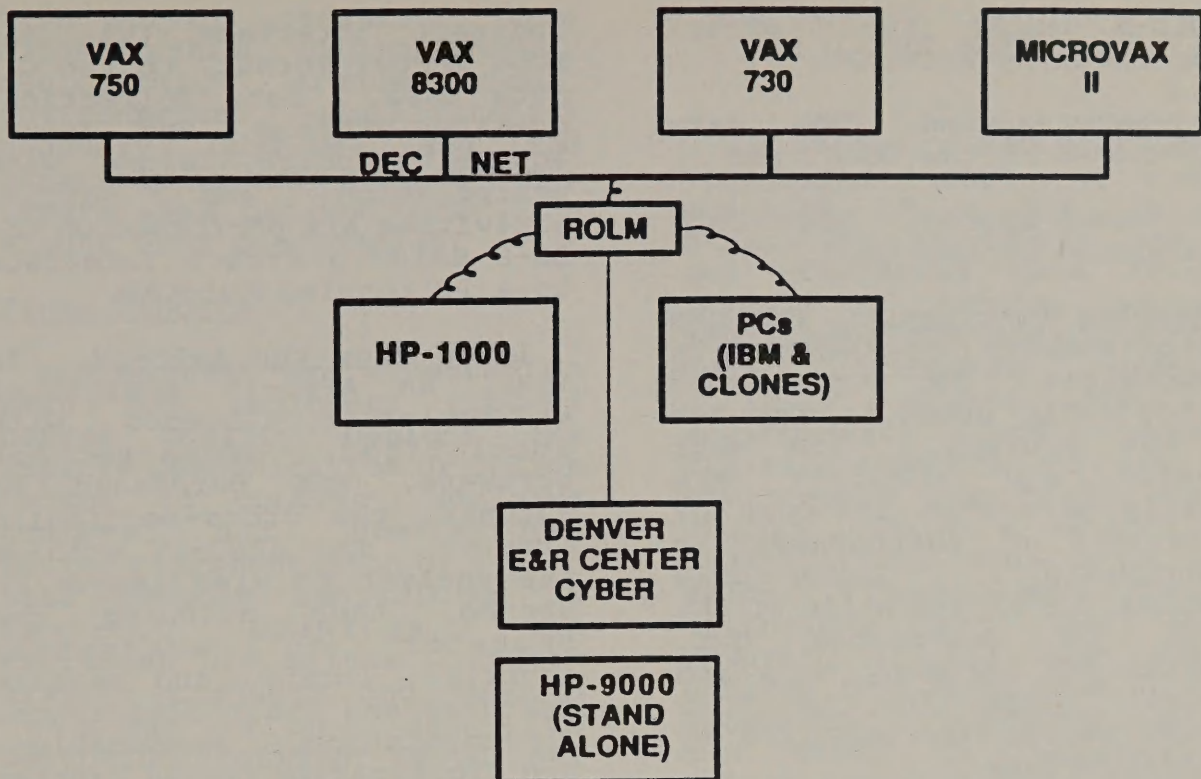 VAX
750
VAX
8300
VAX
730
MICROVAX
II
DEC NET
ROLM
HP-1000
PCs
(IBM &
CLONES)
DENVER
E&R CENTER
CYBER
HP-9000
(STAND
ALONE)